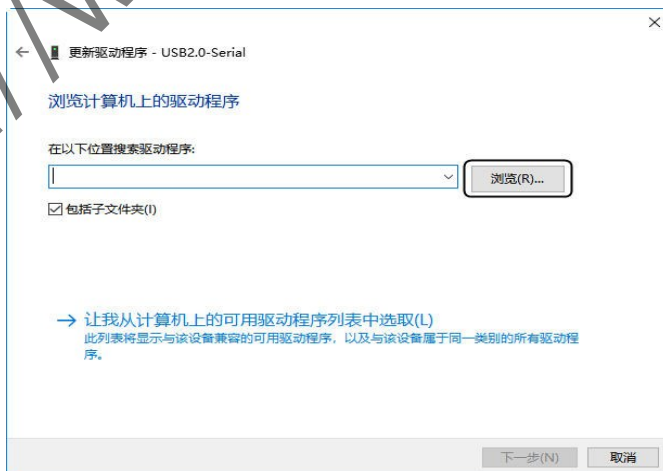 更新驱动程序 - USB2.0-Serial
浏览计算机上的驱动程序
在以下位置搜索驱动程序:
浏览(R)...
包括子文件夹(I)
让我从计算机上的可用驱动程序列表中选取(L)
此列表将显示与该设备兼容的可用驱动程序，以及与该设备属于同一类别的所有驱动程
序。
下一步(N) 取消